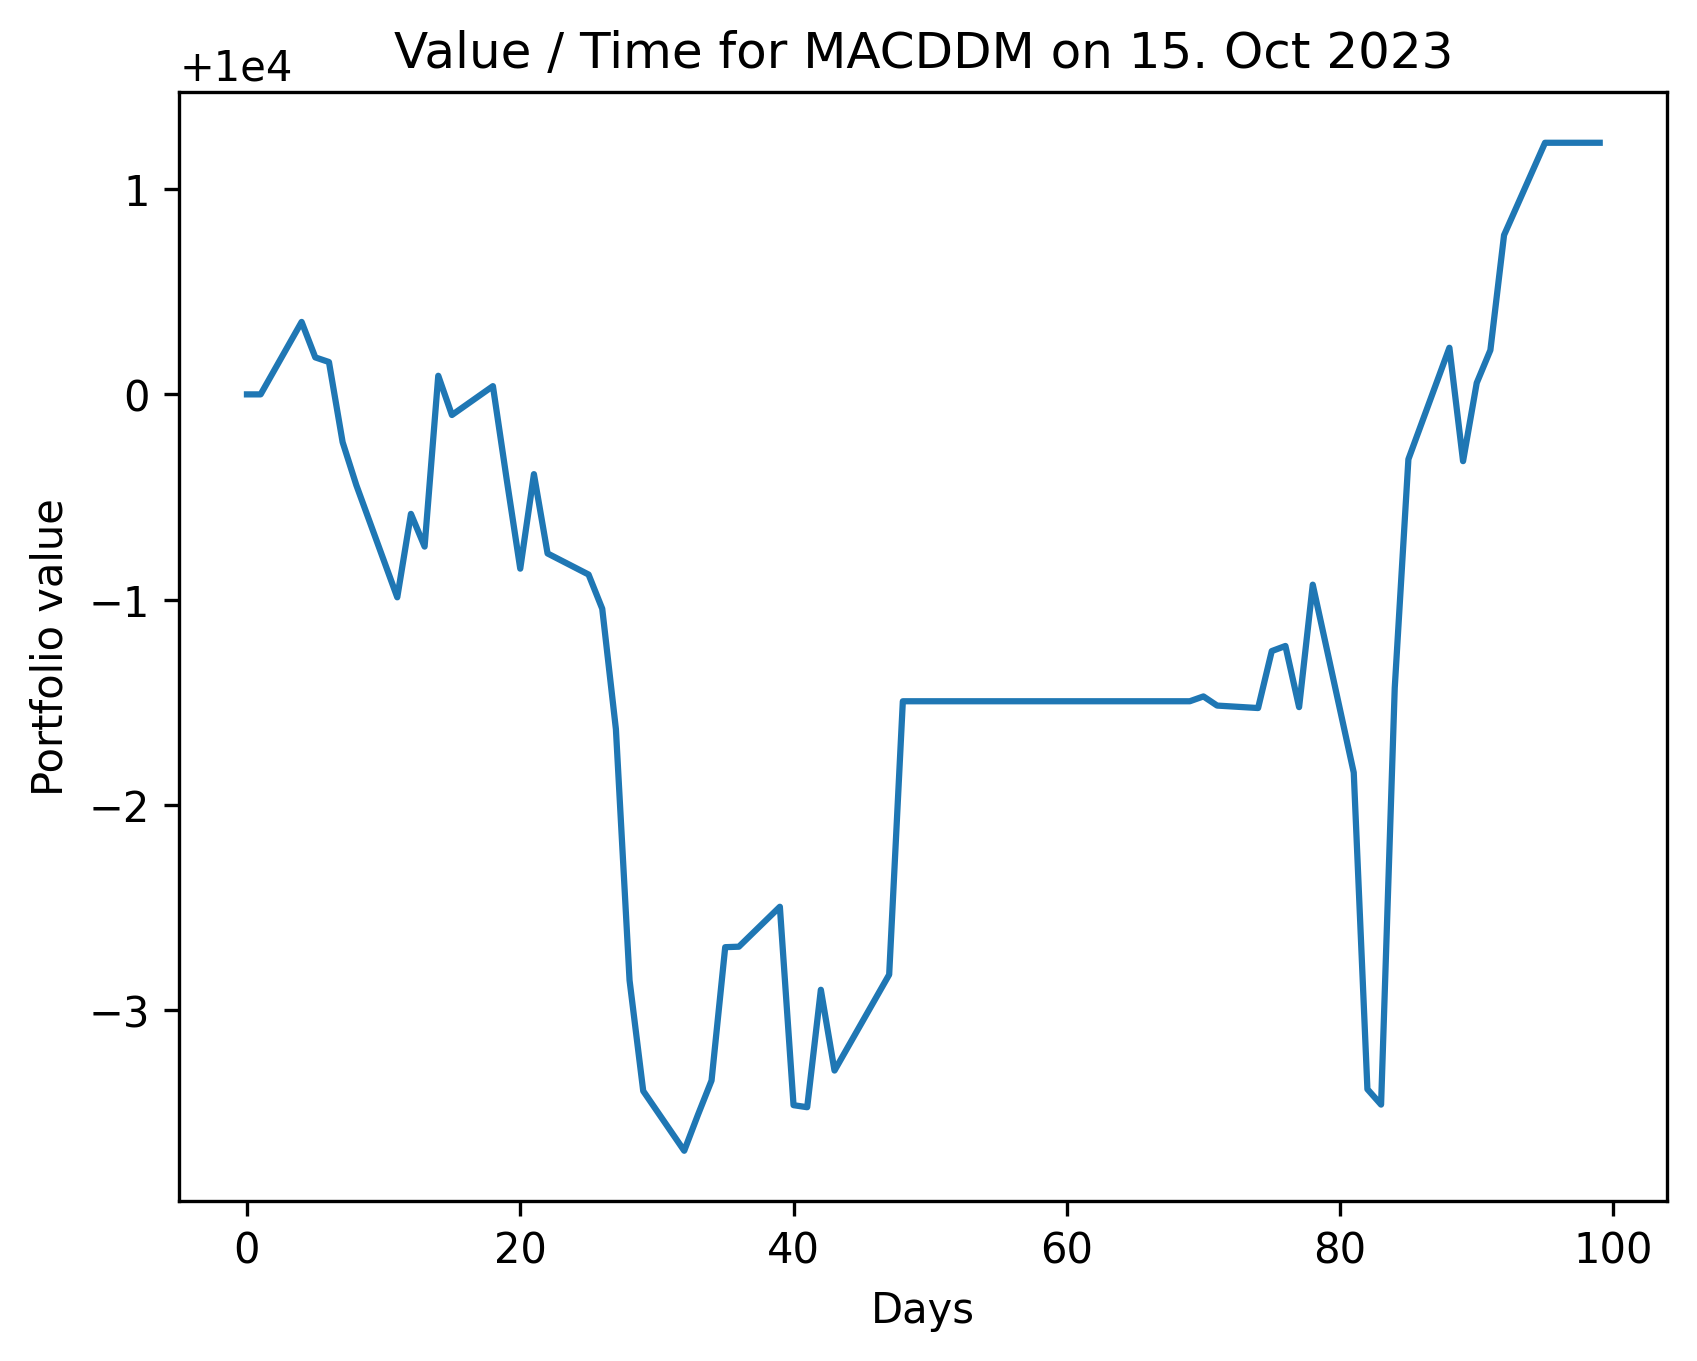 Value / Time for MACDDM on 15. Oct 2023
+1e4
1
0
−1
−2
−3
Portfolio value
0 20 40 60 80 100
Days